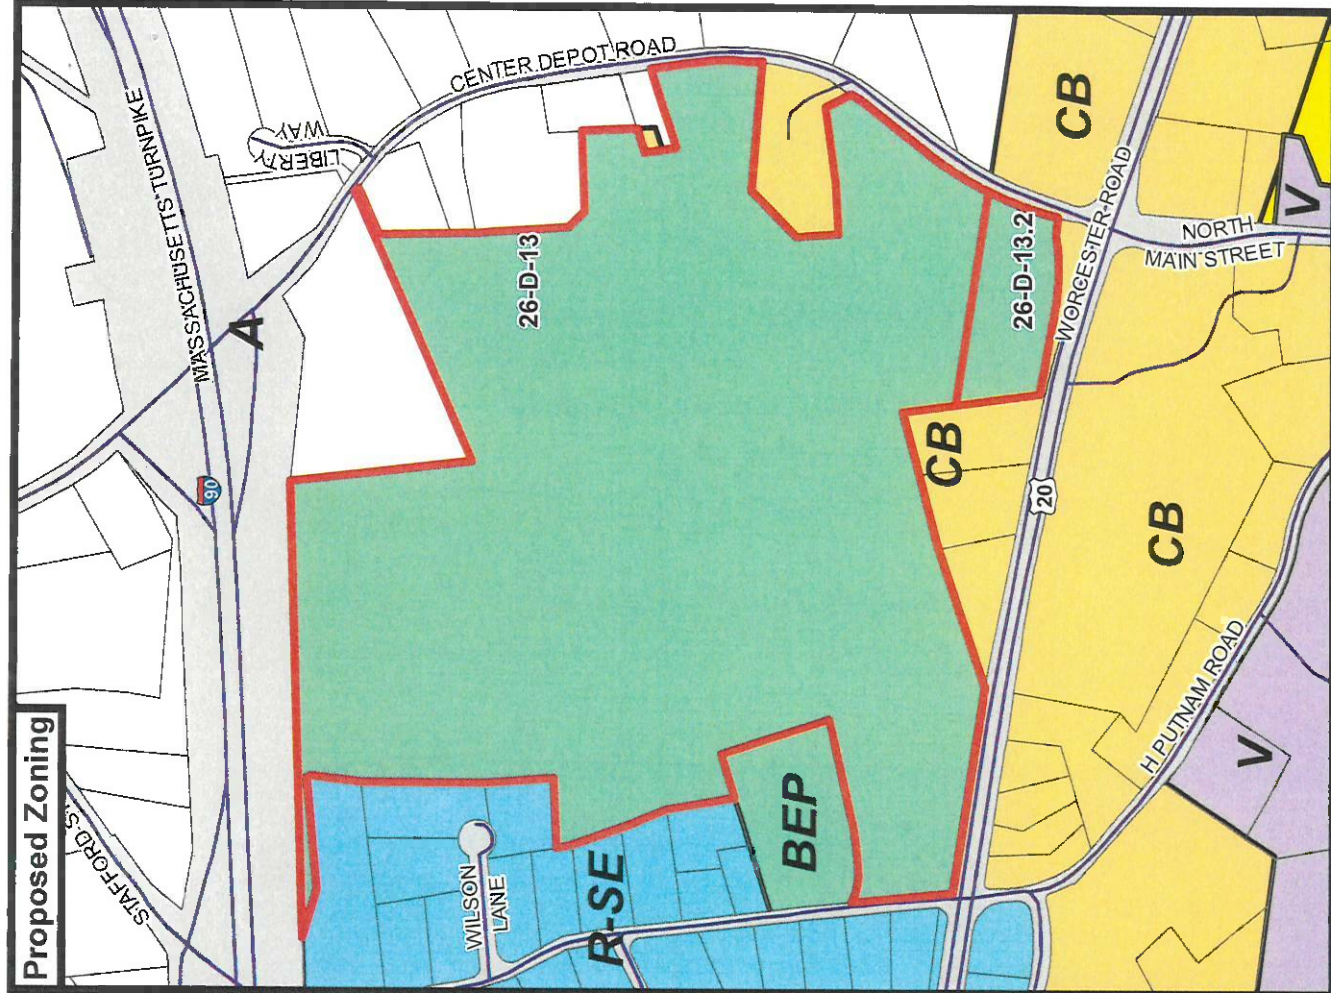 Proposed Zoning
MASSACHUSETTS TURNPIKE
CENTER DEPOT ROAD
LIBERTY
WAY
A
90
26-D-13
CB
26-D-13.2
WORCESTER ROAD
NORTH
MAIN STREET
V
CB
20
CB
H PUTNAM ROAD
V
BEP
R-SE
WILSON
LANE
STAFFORD